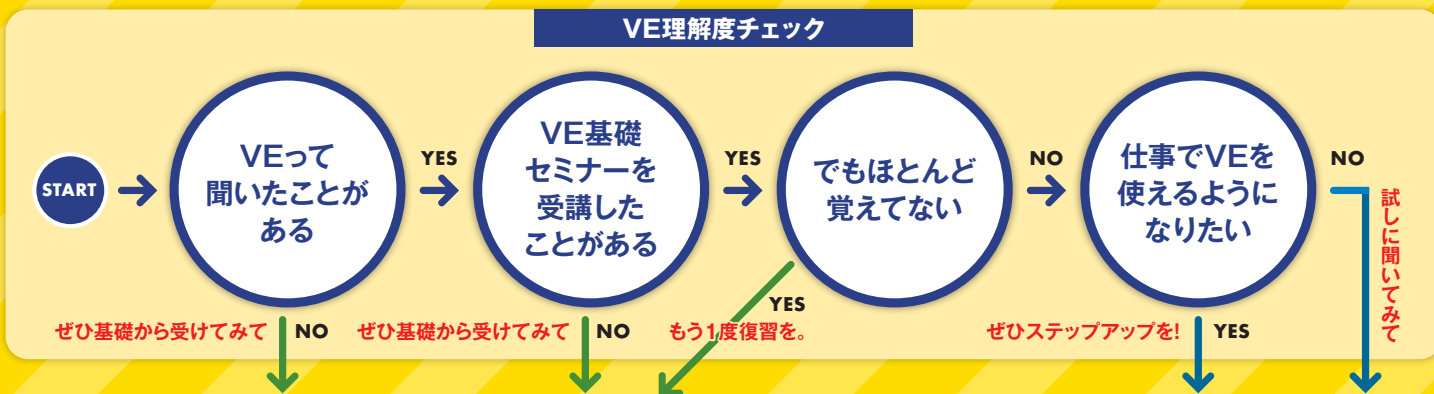 VE理解度チェック
START
VEって
聞いたことが
ある
YES
VE基礎
セミナーを
受講した
ことがある
YES
でもほとんど
覚えてない
NO
仕事でVEを
使えるように
なりたい
NO
試しに聞いてみて
ぜひ基礎から受けてみて
NO
ぜひ基礎から受けてみて
NO
YES
もう1度復習を。
ぜひステップアップを!
YES